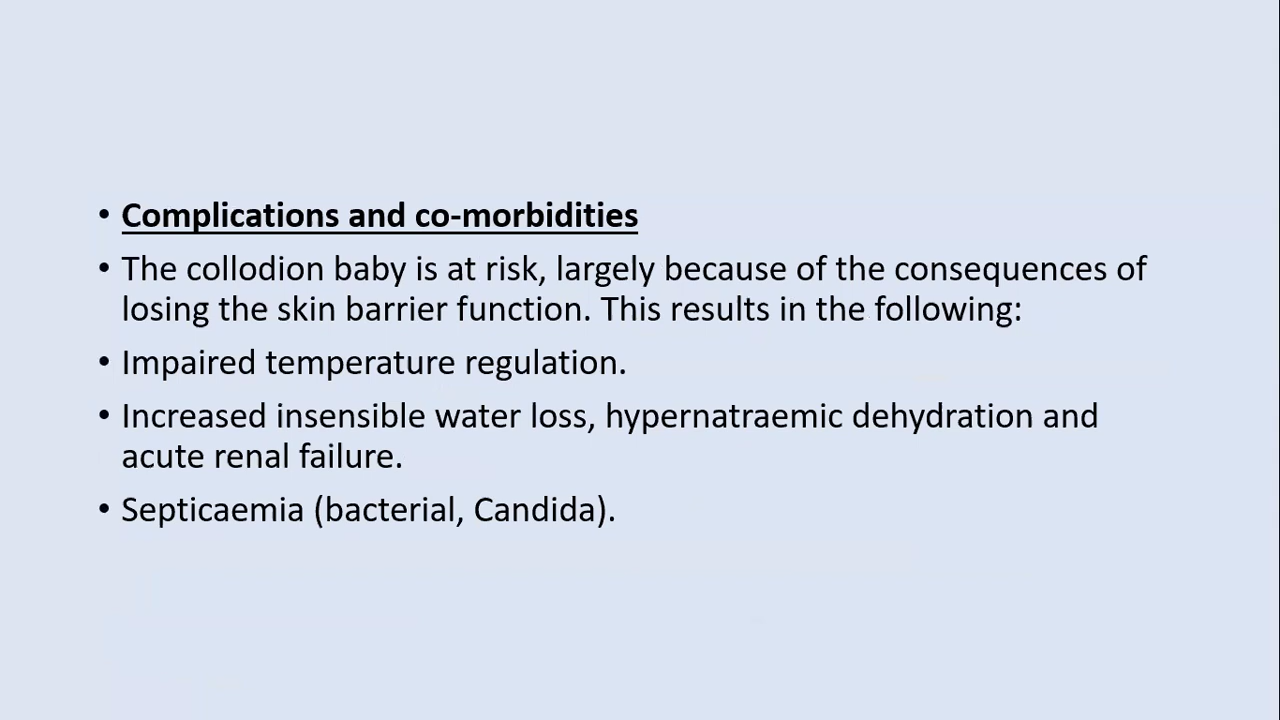 • Complications and co-morbidities
• The collodion baby is at risk, largely because of the consequences of
losing the skin barrier function. This results in the following:
• Impaired temperature regulation.
• Increased insensible water loss, hypernatraemic dehydration and
acute renal failure.
• Septicaemia (bacterial, Candida).